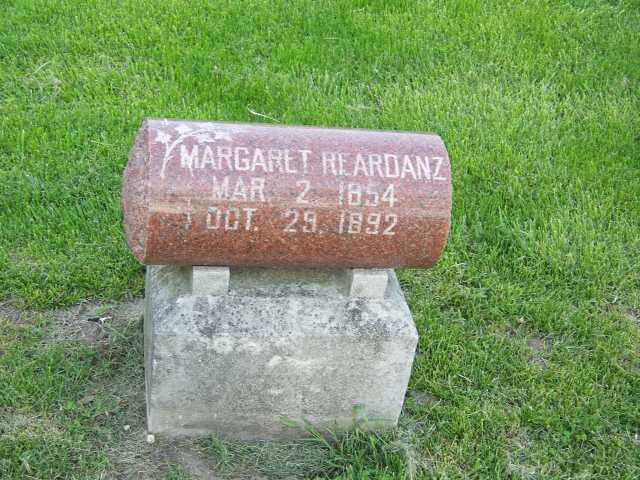 MARGARET REARDANZ
MAR. 2 1854
OCT. 29, 1892